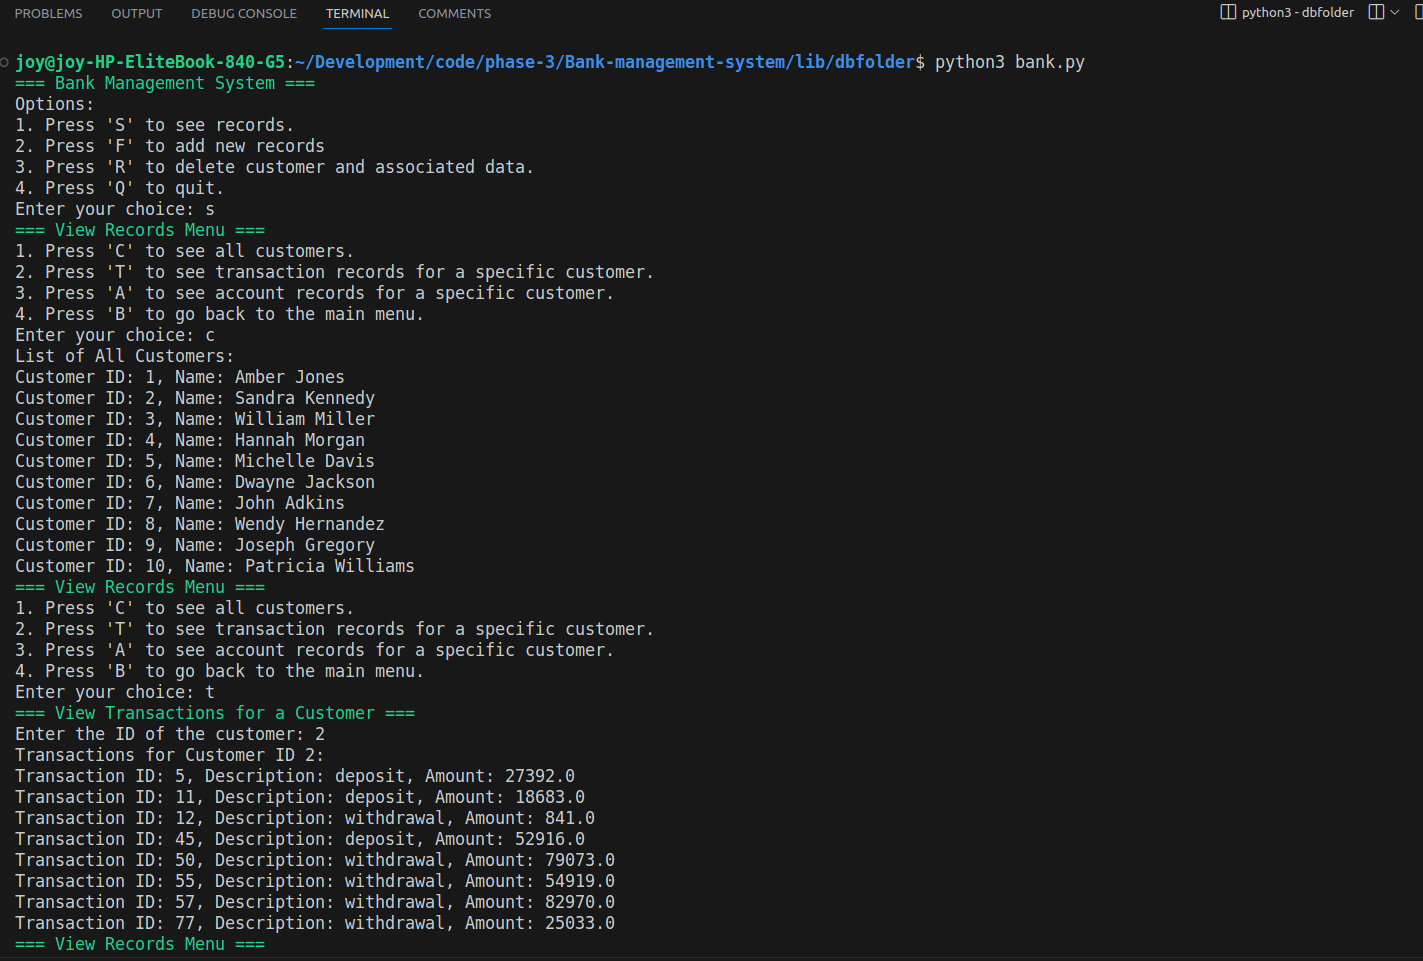 PROBLEMS OUTPUT DEBUG CONSOLE TERMINAL COMMENTS python3 - dbfolder
joy@joy-HP-EliteBook-840-G5:~/Development/code/phase-3/Bank-management-system/lib/dbfolder$ python3 bank.py
=== Bank Management System ===
Options:
1. Press 'S' to see records.
2. Press 'F' to add new records
3. Press 'R' to delete customer and associated data.
4. Press 'Q' to quit.
Enter your choice: s
=== View Records Menu ===
1. Press 'C' to see all customers.
2. Press 'T' to see transaction records for a specific customer.
3. Press 'A' to see account records for a specific customer.
4. Press 'B' to go back to the main menu.
Enter your choice: c
List of All Customers:
Customer ID: 1, Name: Amber Jones
Customer ID: 2, Name: Sandra Kennedy
Customer ID: 3, Name: William Miller
Customer ID: 4, Name: Hannah Morgan
Customer ID: 5, Name: Michelle Davis
Customer ID: 6, Name: Dwayne Jackson
Customer ID: 7, Name: John Adkins
Customer ID: 8, Name: Wendy Hernandez
Customer ID: 9, Name: Joseph Gregory
Customer ID: 10, Name: Patricia Williams
=== View Records Menu ===
1. Press 'C' to see all customers.
2. Press 'T' to see transaction records for a specific customer.
3. Press 'A' to see account records for a specific customer.
4. Press 'B' to go back to the main menu.
Enter your choice: t
=== View Transactions for a Customer ===
Enter the ID of the customer: 2
Transactions for Customer ID 2:
Transaction ID: 5, Description: deposit, Amount: 27392.0
Transaction ID: 11, Description: deposit, Amount: 18683.0
Transaction ID: 12, Description: withdrawal, Amount: 841.0
Transaction ID: 45, Description: deposit, Amount: 52916.0
Transaction ID: 50, Description: withdrawal, Amount: 79073.0
Transaction ID: 55, Description: withdrawal, Amount: 54919.0
Transaction ID: 57, Description: withdrawal, Amount: 82970.0
Transaction ID: 77, Description: withdrawal, Amount: 25033.0
=== View Records Menu ===